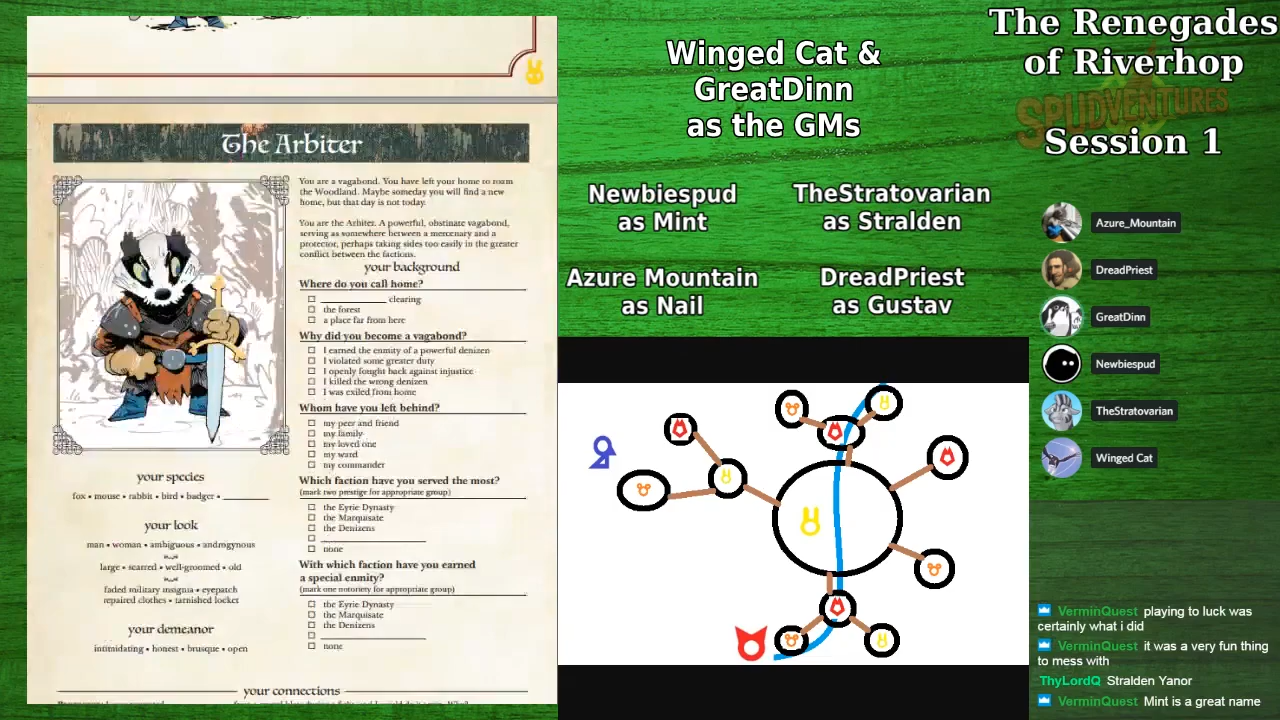 The Arbiter
You are a vagabond. You have left your home to roam
the Woodland. Maybe someday you will find a new
home, but that day is not today.
You are the Arbiter. A powerful, obstinate vagabond,
serving as somewhere between a mercenary and a
protector, perhaps taking sides too easily in the greater
conflict between the factions.
your background
Where do you call home?
____________ clearing
the forest
a place far from here
Why did you become a vagabond?
I earned the enmity of a powerful denizen
I violated some greater duty
I openly fought back against injustice
I killed the wrong denizen
I was exiled from home
Whom have you left behind?
my peer and friend
my family
my loved one
my ward
my commander
Which faction have you served the most?
(mark two prestige for appropriate group)
the Eyrie Dynasty
the Marquisate
the Denizens
none
With which faction have you earned
a special enmity?
(mark one notoriety for appropriate group)
the Eyrie Dynasty
the Marquisate
the Denizens
none
your species
fox • mouse • rabbit • bird • badger • ________
your look
man • woman • ambiguous • androgynous
large • scarred • well-groomed • old
faded military insignia • eyepatch
repaired clothes • tarnished locket
your demeanor
intimidating • honest • brusque • open
your connections
Winged Cat &
GreatDinn
as the GMs
Newbiespud
as Mint
TheStratovarian
as Stralden
Azure Mountain
as Nail
DreadPriest
as Gustav
The Renegades
of Riverhop
SPUDVENTURES
Session 1
Azure_Mountain
DreadPriest
GreatDinn
Newbiespud
TheStratovarian
Winged Cat
VerminQuest playing to luck was
certainly what i did
VerminQuest it was a very fun thing
to mess with
ThyLordQ Stralden Yanor
VerminQuest Mint is a great name